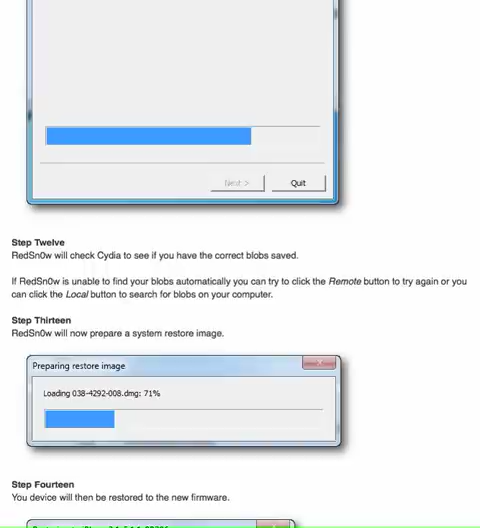 Next >
Quit
Step Twelve
RedSn0w will check Cydia to see if you have the correct blobs saved.
If RedSn0w is unable to find your blobs automatically you can try to click the Remote button to try again or you
can click the Local button to search for blobs on your computer.
Step Thirteen
RedSn0w will now prepare a system restore image.
Preparing restore image
Loading 038-4292-008.dmg: 71%
Step Fourteen
You device will then be restored to the new firmware.